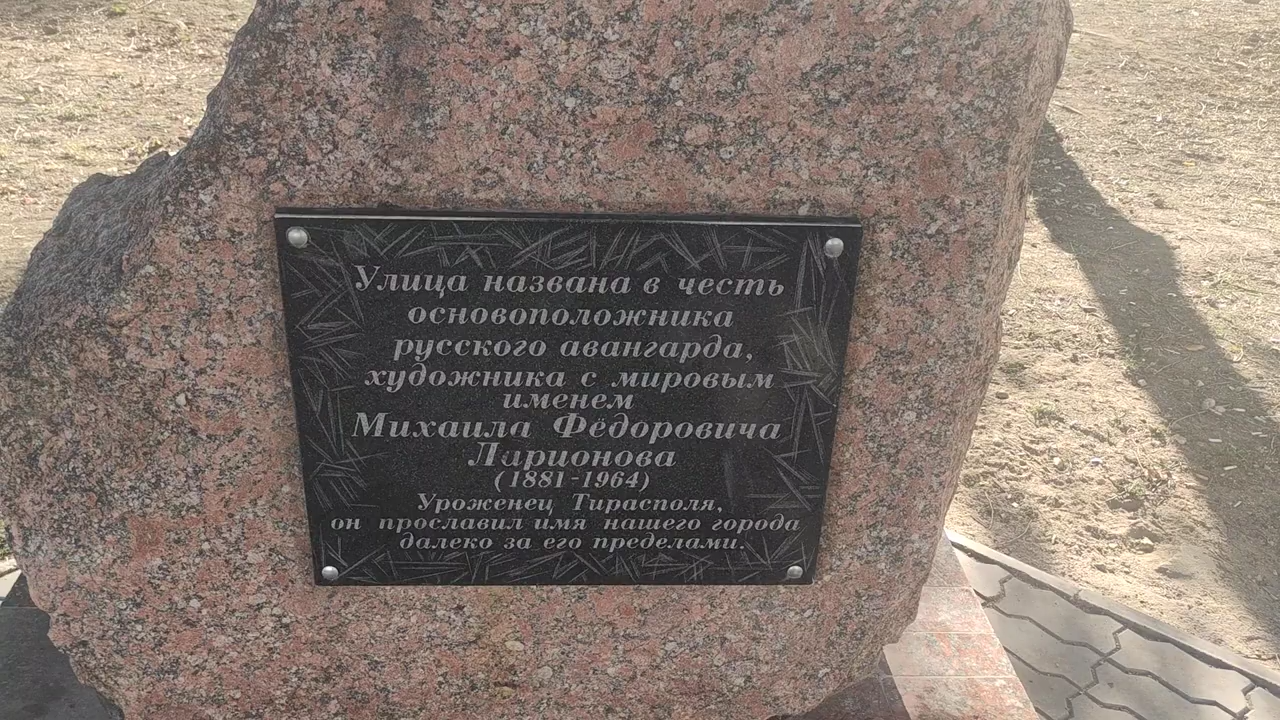 Улица названа в честь
основоположника
русского авангарда,
художника с мировым
именем
Михаила Фёдоровича
Ларионова
(1881-1964)
Уроженец Тирасполя,
он прославил имя нашего города
далеко за его пределами.